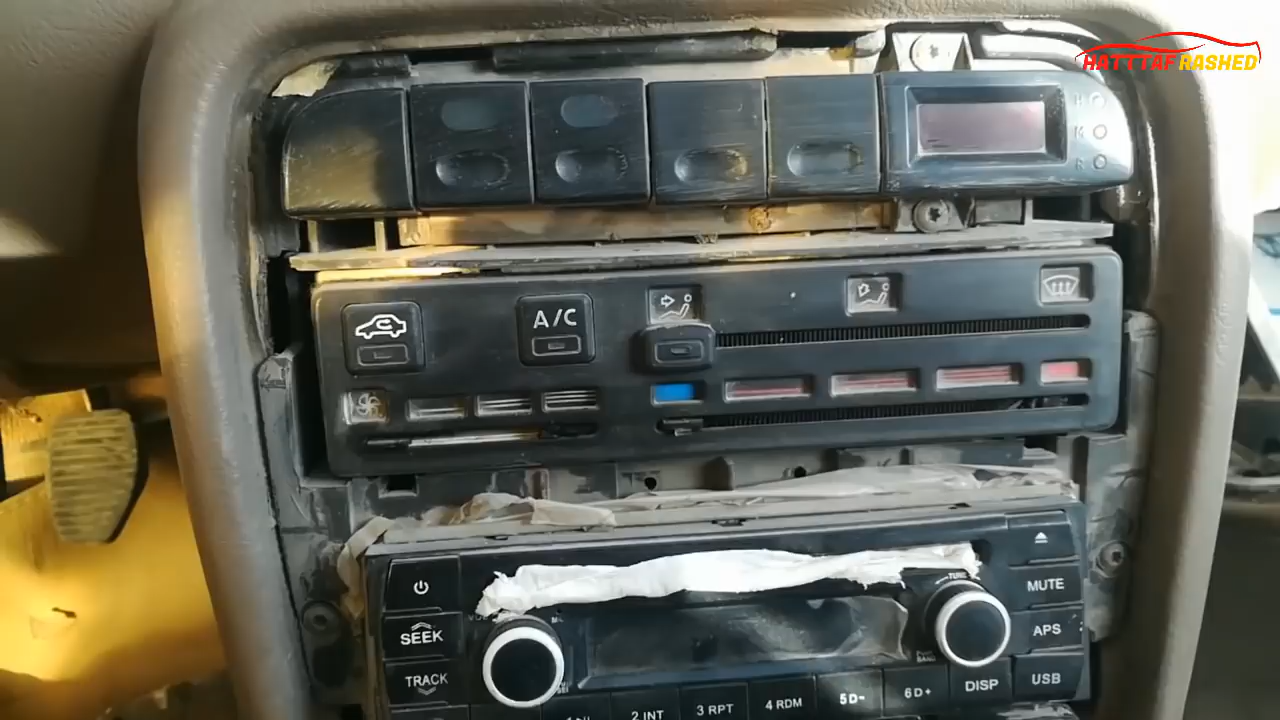 HATTTAF RASHED
H
M
R
A/C
MUTE
SEEK
APS
TRACK
2 INT
3 RPT
4 RDM
5D-
6D+
DISP
USB